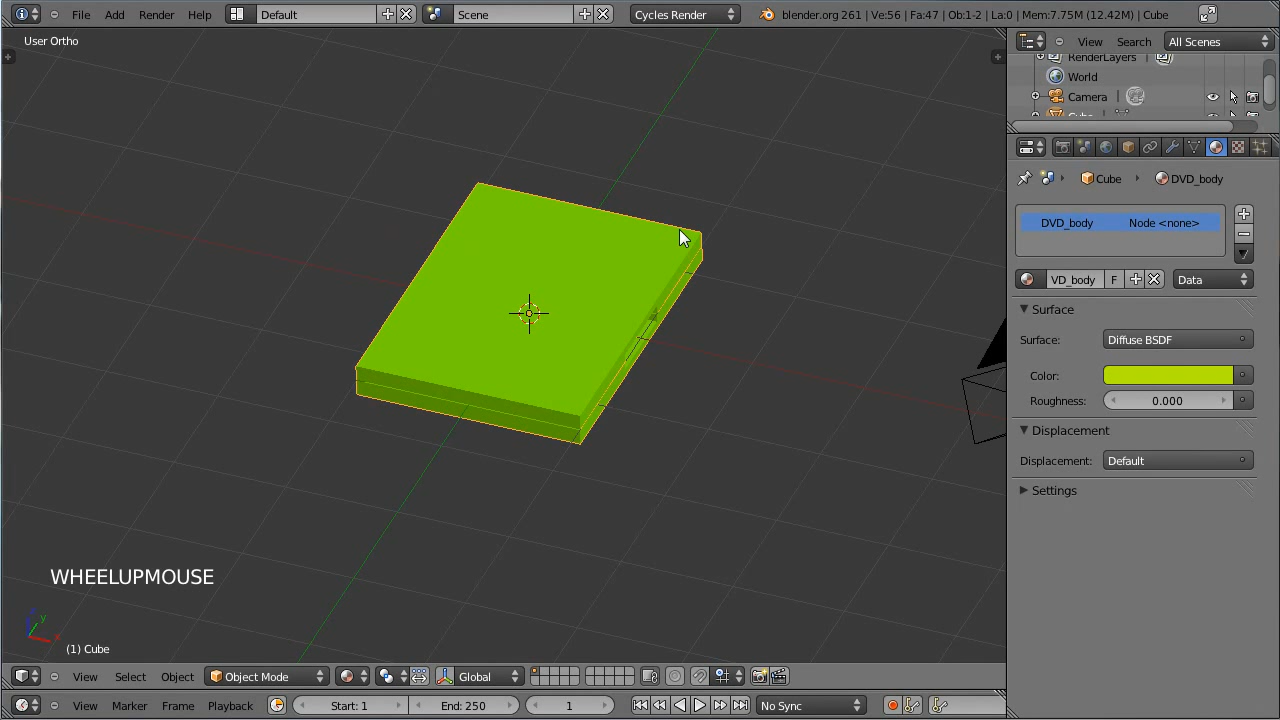 File Add Render Help Default Scene Cycles Render blender.org 261 | Ve:56 | Fa:47 | Ob:1-2 | La:0 | Mem:7.75M (12.42M) | Cube
User Ortho
View Search All Scenes
RenderLayers
World
Camera
Cube DVD_body
DVD_body Node <none>
VD_body F Data
Surface
Surface: Diffuse BSDF
Color:
Roughness: 0.000
Displacement
Displacement: Default
Settings
WHEELUPMOUSE
z
y
x
(1) Cube
View Select Object Object Mode Global
View Marker Frame Playback Start: 1 End: 250 1 No Sync